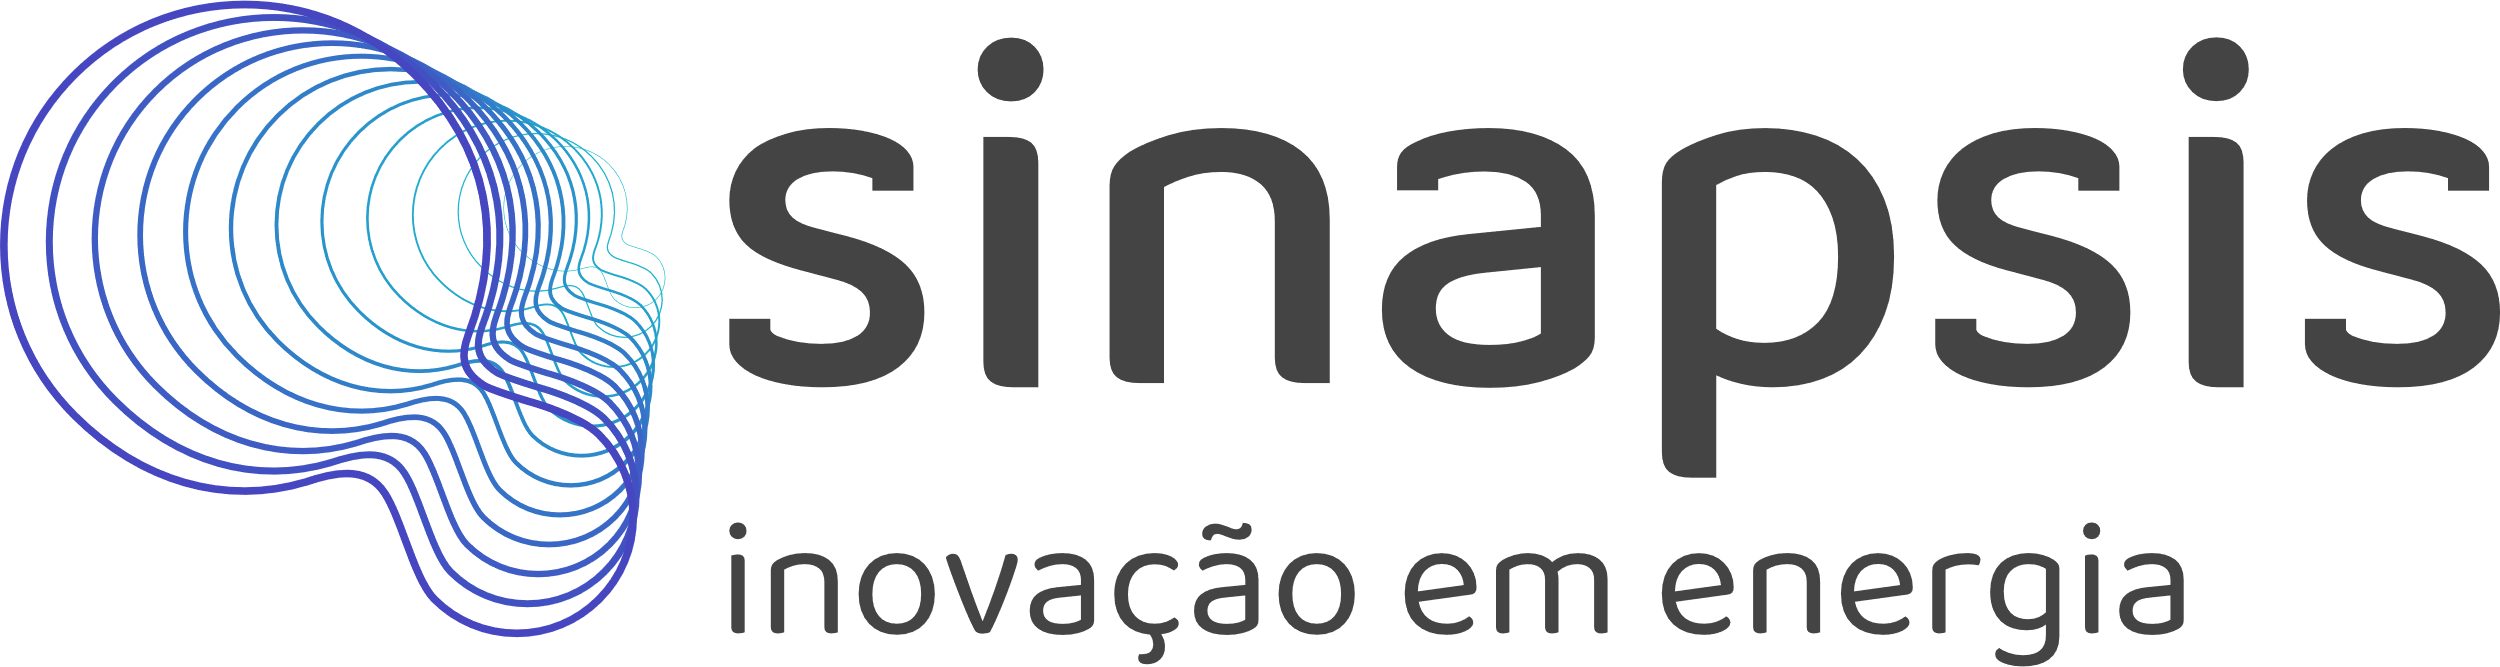 sinapsis
inovação em energia